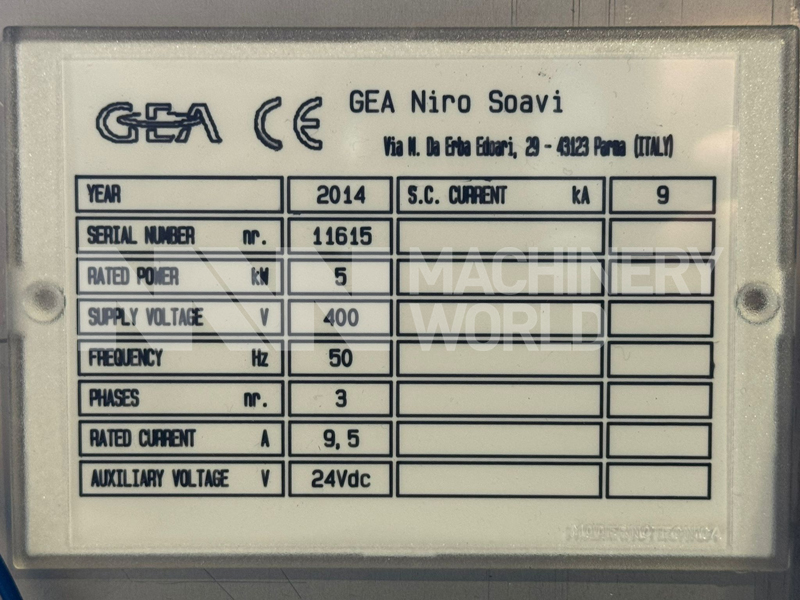 GEA CE GEA Niro Soavi
Via M. Da Erba Edoari, 29 - 43123 Parma (ITALY)
YEAR 2014 S.C. CURRENT kA 9
SERIAL NUMBER nr. 11615
RATED POWER kW 5
SUPPLY VOLTAGE V 400
FREQUENCY Hz 50
PHASES nr. 3
RATED CURRENT A 9,5
AUXILIARY VOLTAGE V 24Vdc
MACHINERY
WORLD